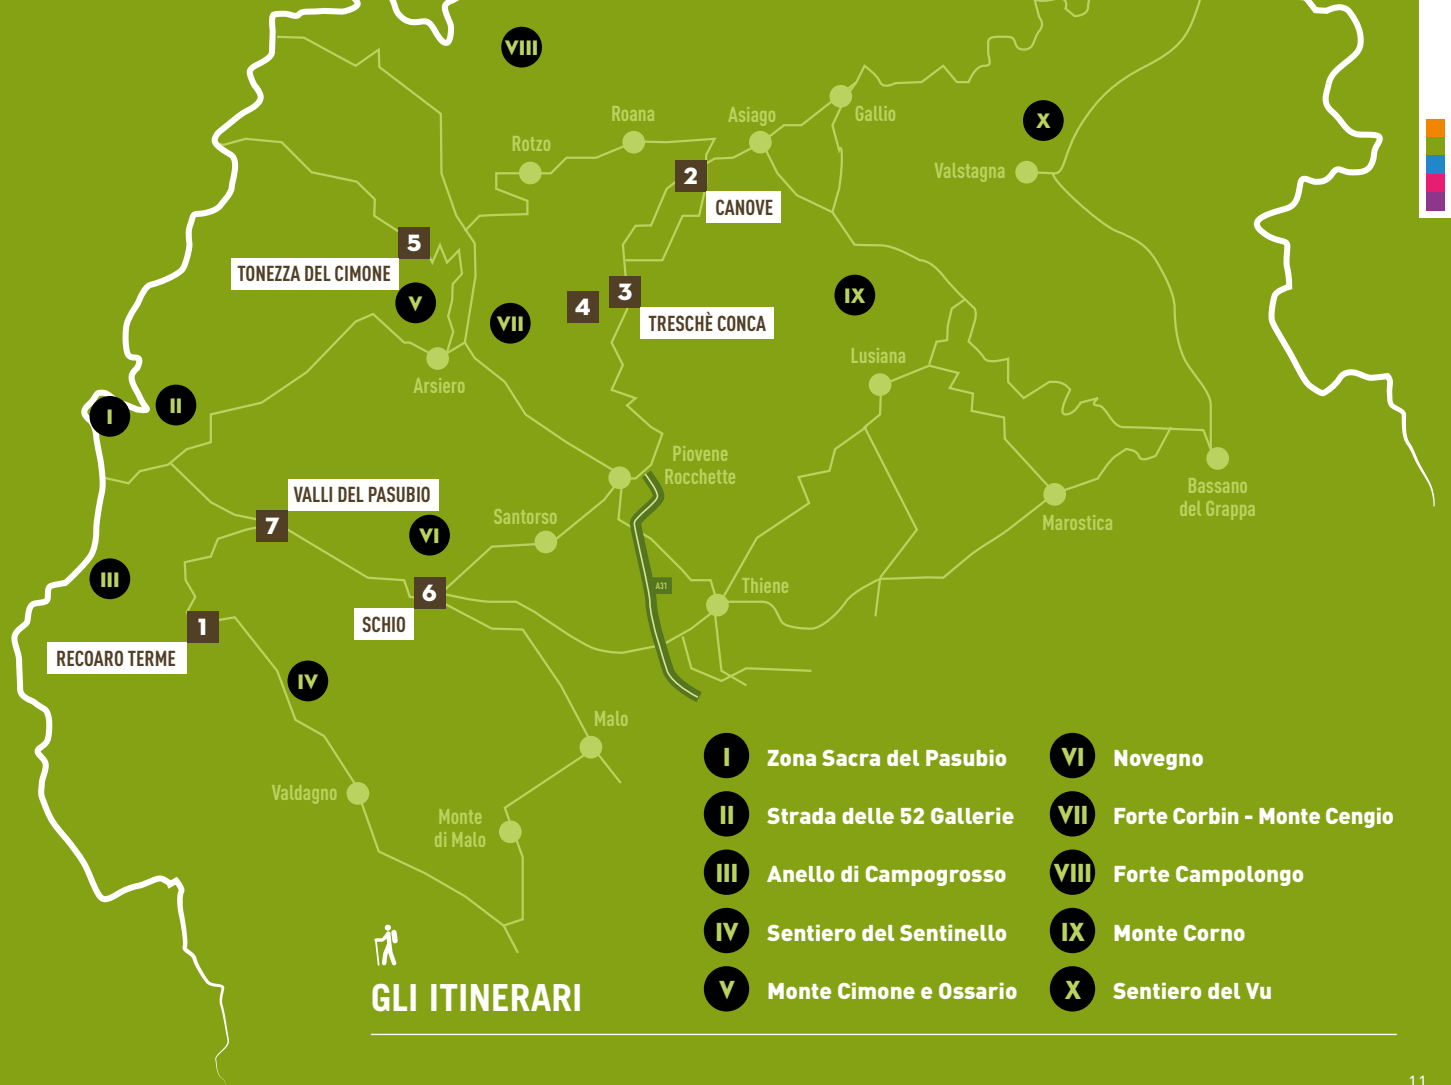 VIII
X
Roana
Asiago
Gallio
Rotzo
Valstagna
2
CANOVE
5
TONEZZA DEL CIMONE
V
VII
4
3
TRESCHÈ CONCA
IX
Lusiana
Arsiero
I
II
Piovene
Rocchette
VALLI DEL PASUBIO
Bassano
del Grappa
Marostica
Santorso
7
VI
III
A31
Thiene
6
SCHIO
1
RECOARO TERME
IV
Malo
Valdagno
Monte
di Malo
I Zona Sacra del Pasubio
II Strada delle 52 Gallerie
III Anello di Campogrosso
IV Sentiero del Sentinello
V Monte Cimone e Ossario
VI Novegno
VII Forte Corbin - Monte Cengio
VIII Forte Campolongo
IX Monte Corno
X Sentiero del Vu
GLI ITINERARI
11